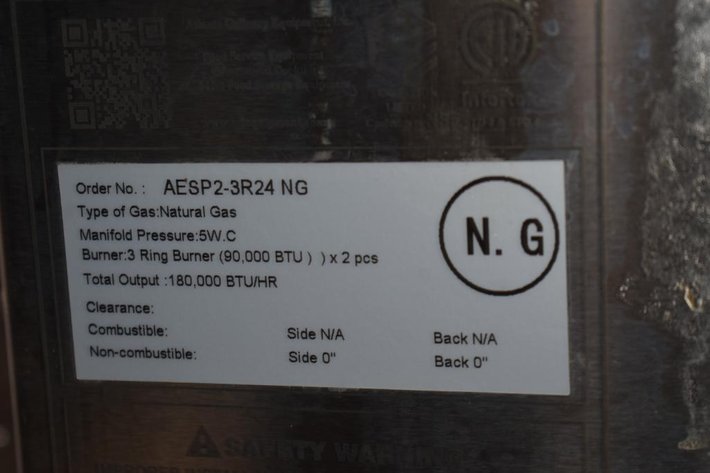 Order No. : AESP2-3R24 NG
Type of Gas:Natural Gas
Manifold Pressure:5W.C
Burner:3 Ring Burner (90,000 BTU ) ) x 2 pcs
Total Output :180,000 BTU/HR
N. G
Clearance:
Combustible: Side N/A Back N/A
Non-combustible: Side 0" Back 0"
SAFETY